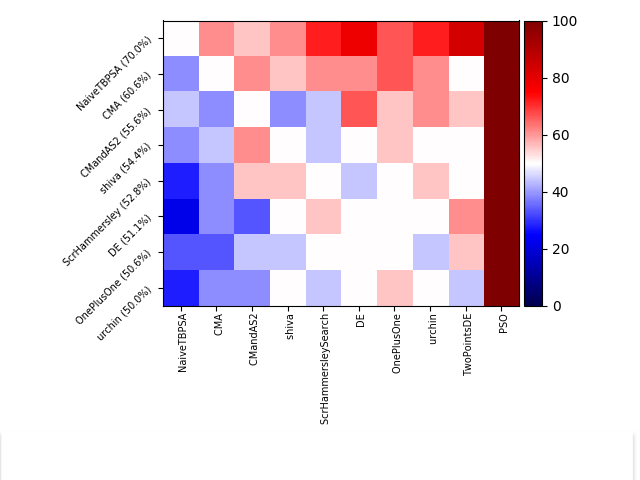 NaiveTBPSA (70.0%)
CMA (60.6%)
CMandAS2 (55.6%)
shiva (54.4%)
ScrHammersley (52.8%)
DE (51.1%)
OnePlusOne (50.6%)
urchin (50.0%)
NaiveTBPSA
CMA
CMandAS2
shiva
ScrHammersleySearch
DE
OnePlusOne
urchin
TwoPointsDE
PSO
100
80
60
40
20
0